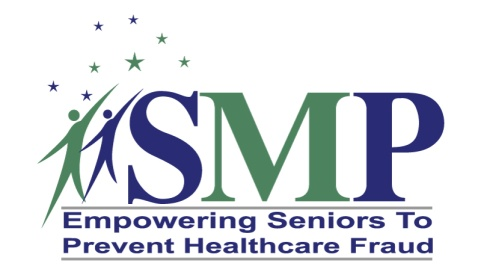 SMP
Empowering Seniors To
Prevent Healthcare Fraud